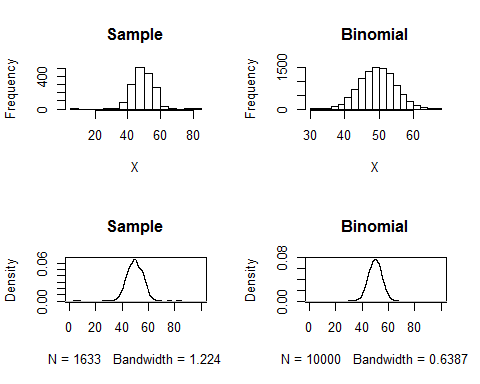 Sample
Frequency
0 400
20 40 60 80
X
Binomial
Frequency
0 1500
30 40 50 60
X
Sample
Density
0.00 0.06
0 20 40 60 80
N = 1633 Bandwidth = 1.224
Binomial
Density
0.00 0.08
0 20 40 60 80
N = 10000 Bandwidth = 0.6387